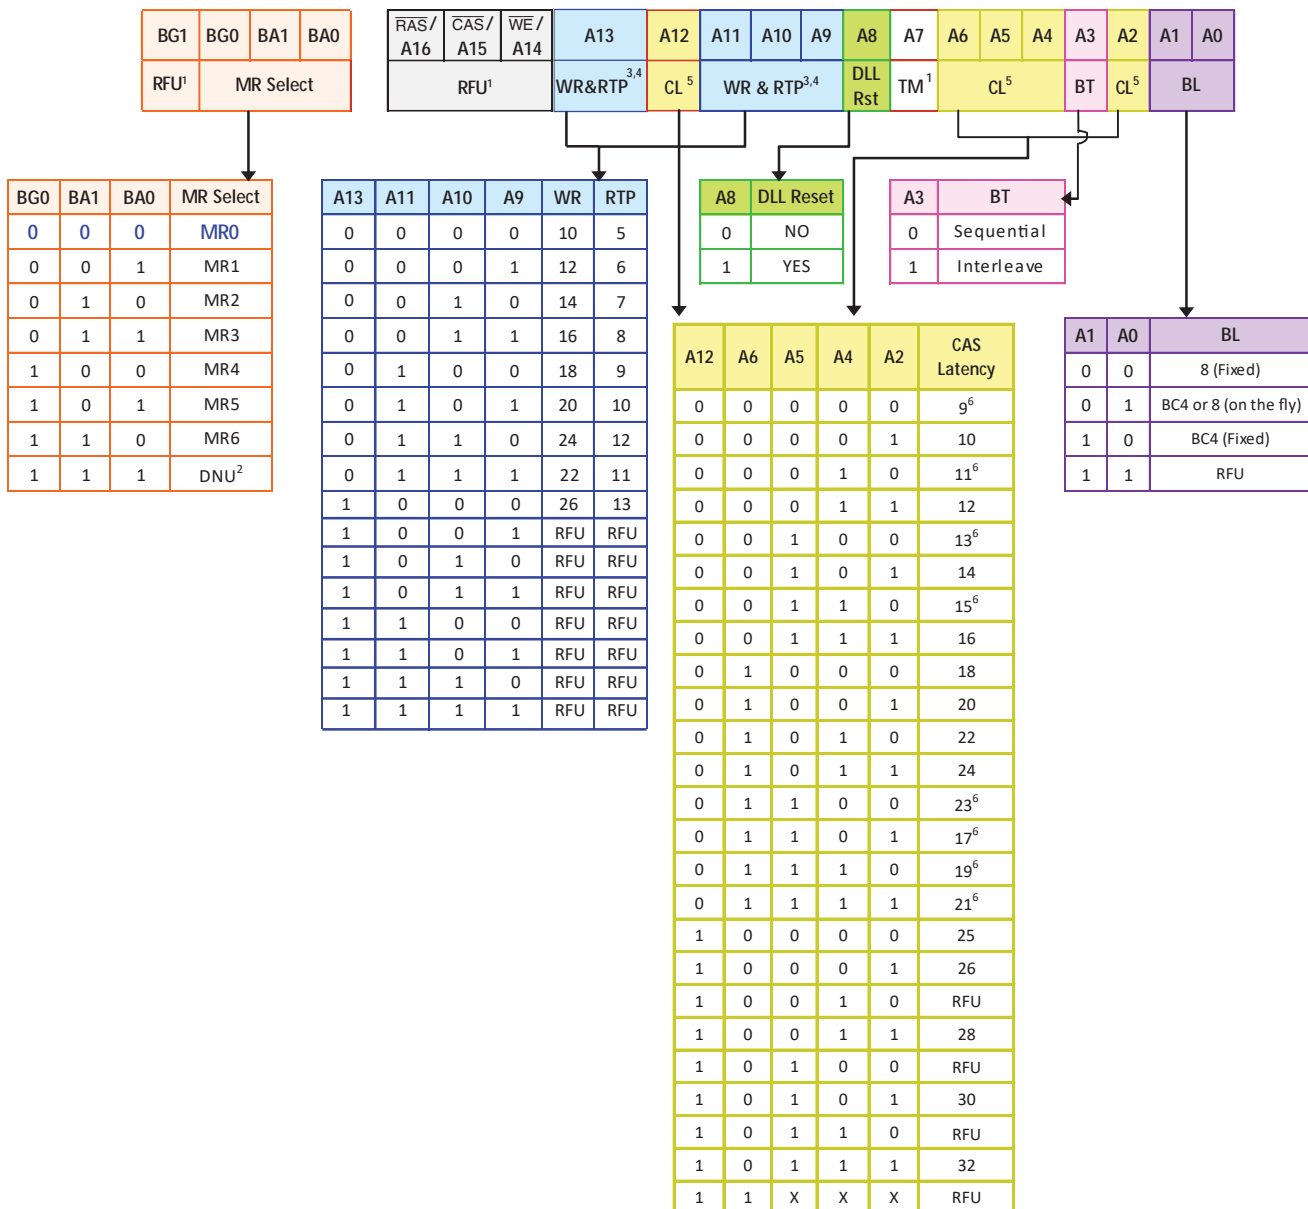 BG1 BG0 BA1 BA0
RFU¹ MR Select
RAS/ A16 CAS/ A15 WE/ A14 A13 A12 A11 A10 A9 A8 A7 A6 A5 A4 A3 A2 A1 A0
RFU¹ WR&RTP³,⁴ CL⁵ WR & RTP³,⁴ DLL Rst TM¹ CL⁵ BT CL⁵ BL
BG0 BA1 BA0 MR Select
0 0 0 MR0
0 0 1 MR1
0 1 0 MR2
0 1 1 MR3
1 0 0 MR4
1 0 1 MR5
1 1 0 MR6
1 1 1 DNU²
A13 A11 A10 A9 WR RTP
0 0 0 0 10 5
0 0 0 1 12 6
0 0 1 0 14 7
0 0 1 1 16 8
0 1 0 0 18 9
0 1 0 1 20 10
0 1 1 0 24 12
0 1 1 1 22 11
1 0 0 0 26 13
1 0 0 1 RFU RFU
1 0 1 0 RFU RFU
1 0 1 1 RFU RFU
1 1 0 0 RFU RFU
1 1 0 1 RFU RFU
1 1 1 0 RFU RFU
1 1 1 1 RFU RFU
A8 DLL Reset
0 NO
1 YES
A3 BT
0 Sequential
1 Interleave
A12 A6 A5 A4 A2 CAS Latency
0 0 0 0 0 9⁶
0 0 0 0 1 10
0 0 0 1 0 11⁶
0 0 0 1 1 12
0 0 1 0 0 13⁶
0 0 1 0 1 14
0 0 1 1 0 15⁶
0 0 1 1 1 16
0 1 0 0 0 18
0 1 0 0 1 20
0 1 0 1 0 22
0 1 0 1 1 24
0 1 1 0 0 23⁶
0 1 1 0 1 17⁶
0 1 1 1 0 19⁶
0 1 1 1 1 21⁶
1 0 0 0 0 25
1 0 0 0 1 26
1 0 0 1 0 RFU
1 0 0 1 1 28
1 0 1 0 0 RFU
1 0 1 0 1 30
1 0 1 1 0 RFU
1 0 1 1 1 32
1 1 X X X RFU
A1 A0 BL
0 0 8 (Fixed)
0 1 BC4 or 8 (on the fly)
1 0 BC4 (Fixed)
1 1 RFU